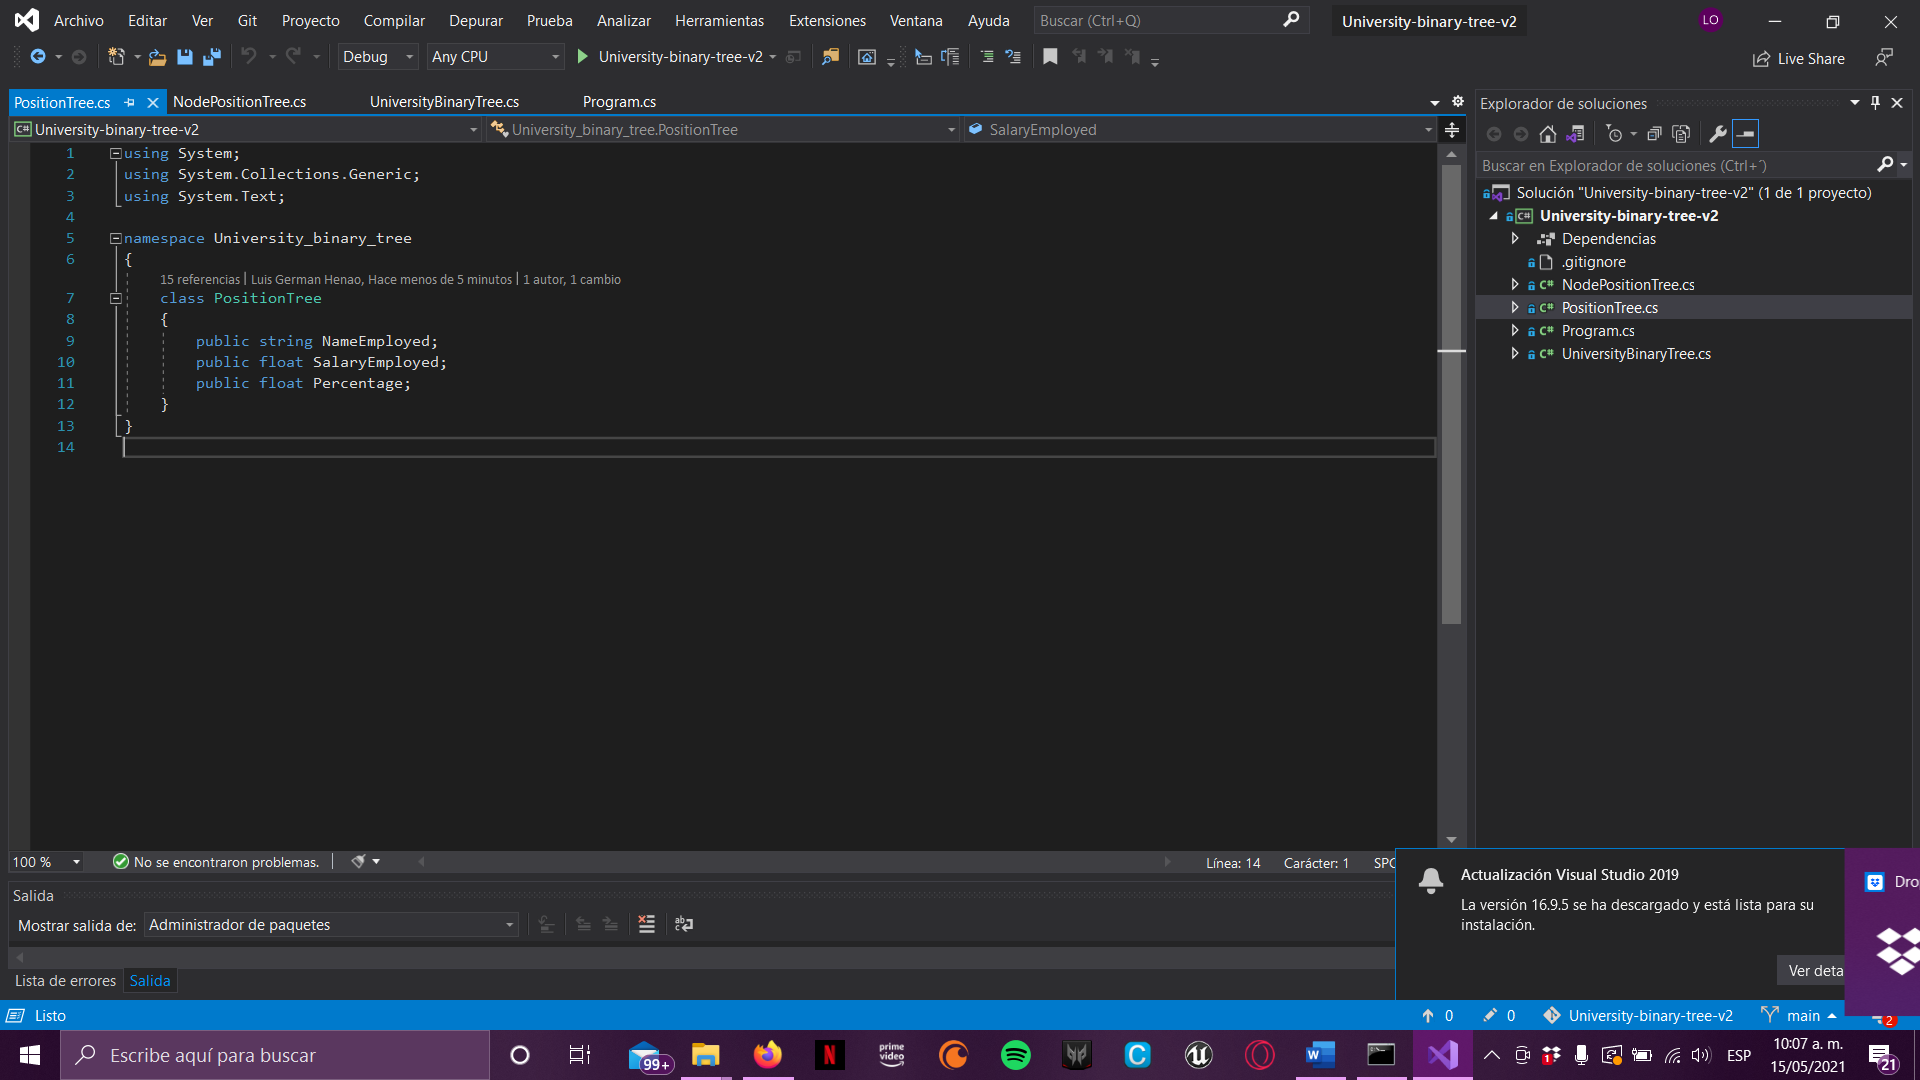 Archivo Editar Ver Git Proyecto Compilar Depurar Prueba Analizar Herramientas Extensiones Ventana Ayuda Buscar (Ctrl+Q) University-binary-tree-v2 LO
Debug Any CPU University-binary-tree-v2 Live Share
PositionTree.cs NodePositionTree.cs UniversityBinaryTree.cs Program.cs
C# University-binary-tree-v2 University_binary_tree.PositionTree SalaryEmployed
1 using System;
2 using System.Collections.Generic;
3 using System.Text;
4
5 namespace University_binary_tree
6 {
15 referencias | Luis German Henao, Hace menos de 5 minutos | 1 autor, 1 cambio
7 class PositionTree
8 {
9 public string NameEmployed;
10 public float SalaryEmployed;
11 public float Percentage;
12 }
13 }
14
100 % No se encontraron problemas. Línea: 14 Carácter: 1 SPC
Salida
Mostrar salida de: Administrador de paquetes
Lista de errores Salida
Explorador de soluciones
Buscar en Explorador de soluciones (Ctrl+´)
Solución "University-binary-tree-v2" (1 de 1 proyecto)
C# University-binary-tree-v2
Dependencias
.gitignore
C# NodePositionTree.cs
C# PositionTree.cs
C# Program.cs
C# UniversityBinaryTree.cs
Actualización Visual Studio 2019
La versión 16.9.5 se ha descargado y está lista para su
instalación.
Ver deta
Dro
Listo 0 0 University-binary-tree-v2 main 2
Escribe aquí para buscar 99+ N prime video C W 1 ESP 10:07 a. m.
15/05/2021 21